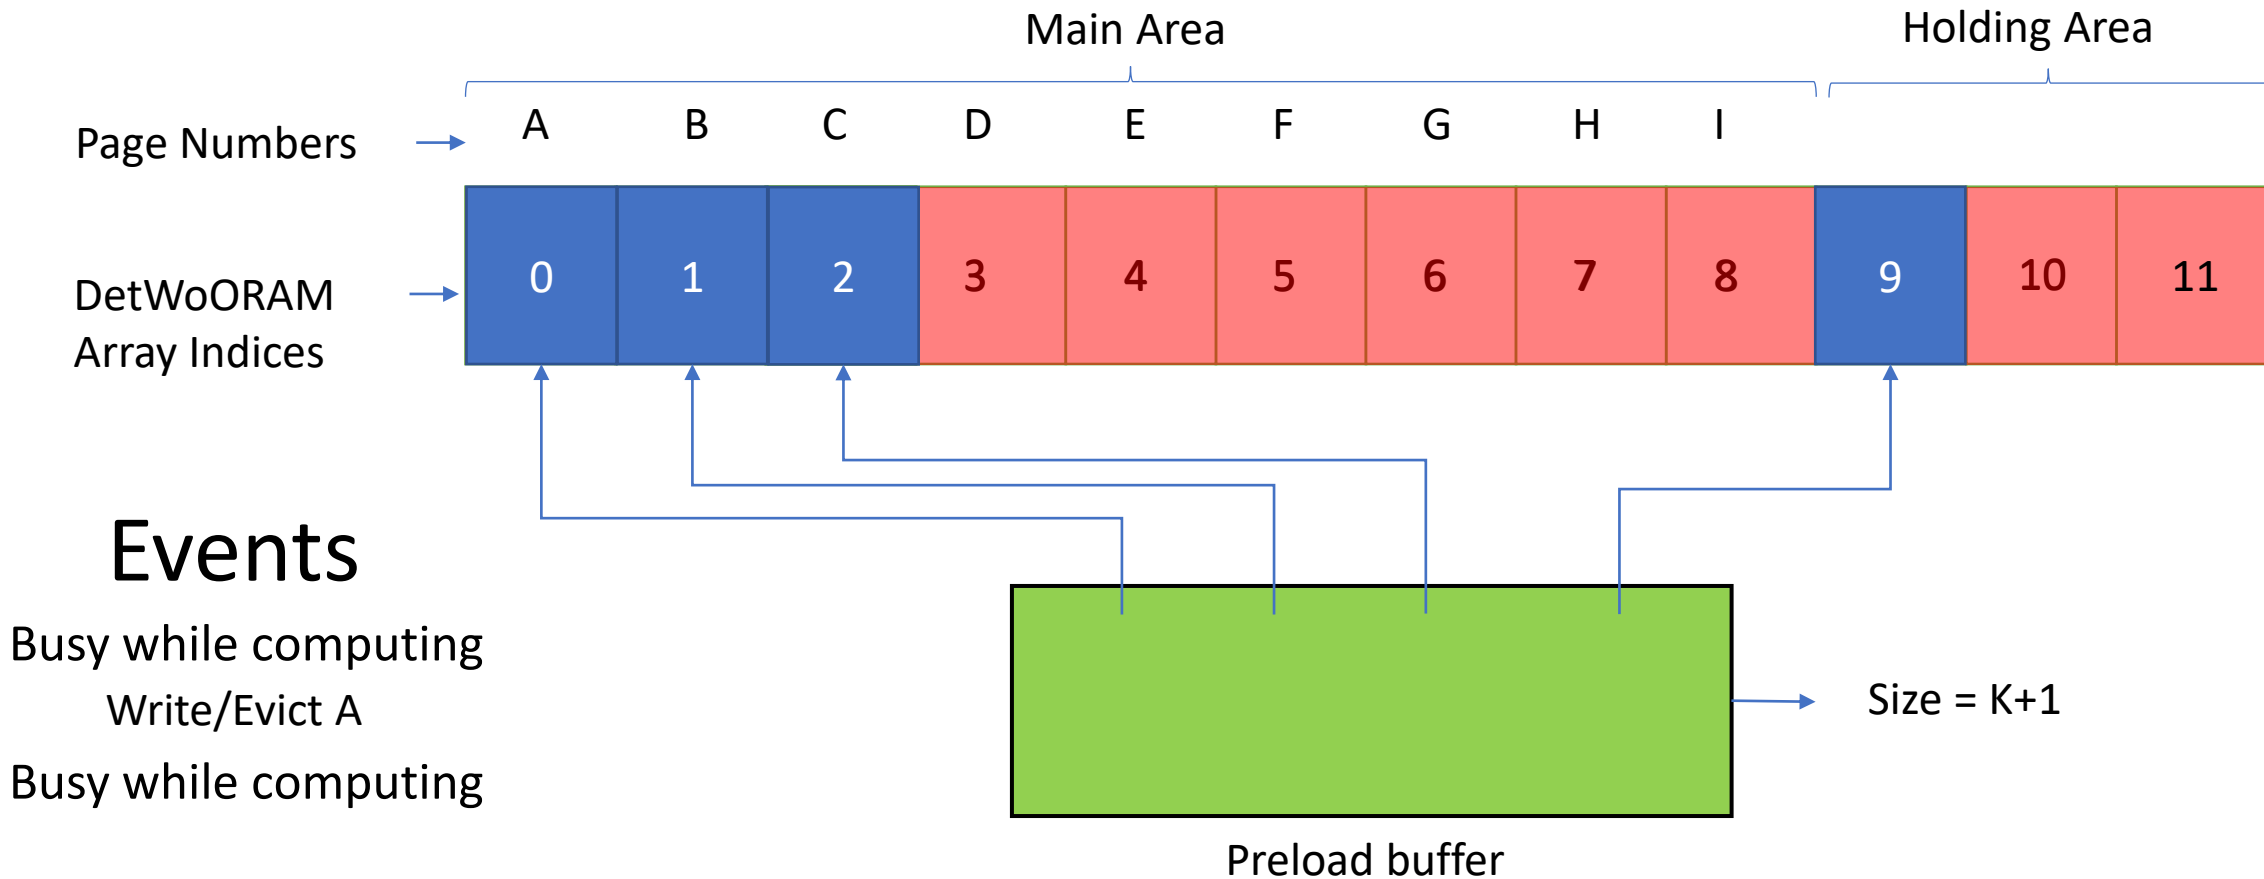 Main Area
Holding Area
Page Numbers
A B C D E F G H I
0 1 2 3 4 5 6 7 8 9 10 11
DetWoORAM
Array Indices
Events
Busy while computing
Write/Evict A
Busy while computing
Size = K+1
Preload buffer